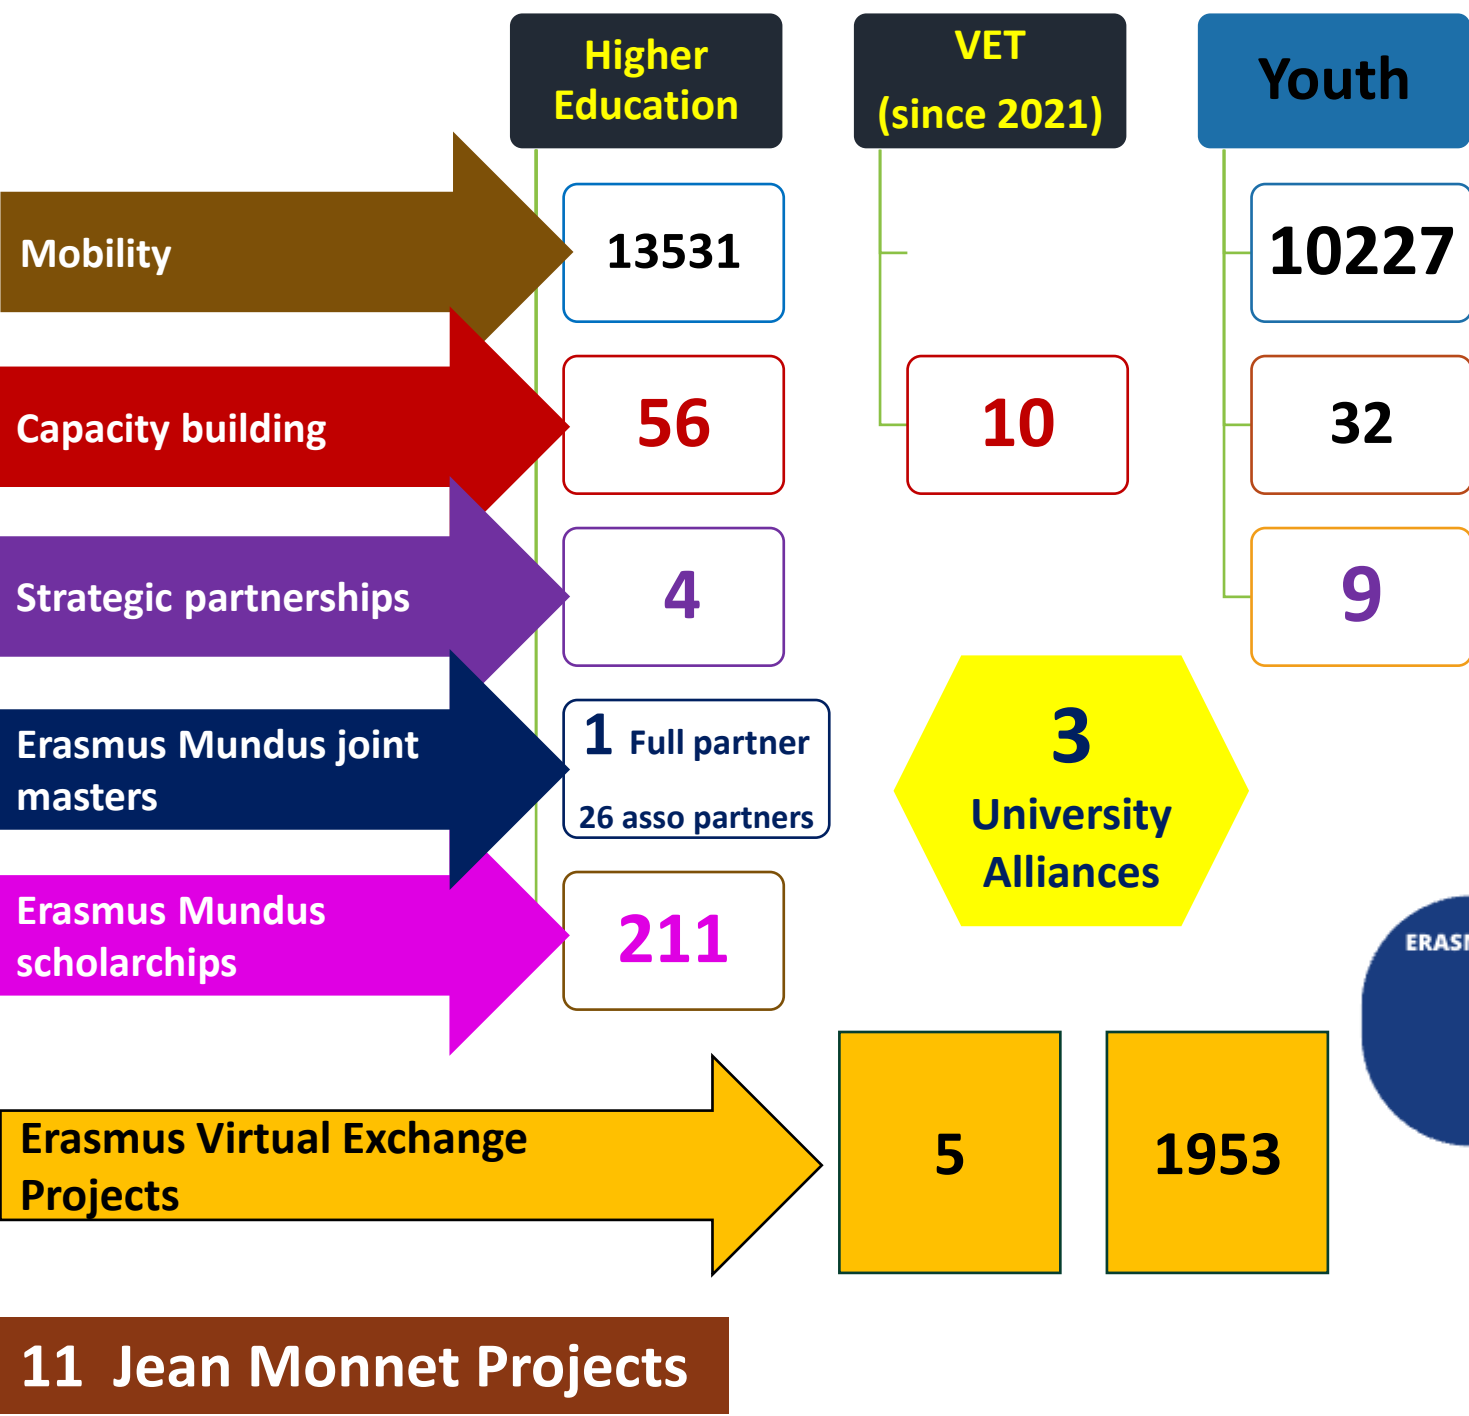 Higher
Education
VET
(since 2021)
Youth
Mobility
13531
10227
Capacity building
56
10
32
Strategic partnerships
4
9
Erasmus Mundus joint
masters
1 Full partner
26 asso partners
3
University
Alliances
Erasmus Mundus
scholarchips
211
Erasmus Virtual Exchange
Projects
5
1953
11 Jean Monnet Projects